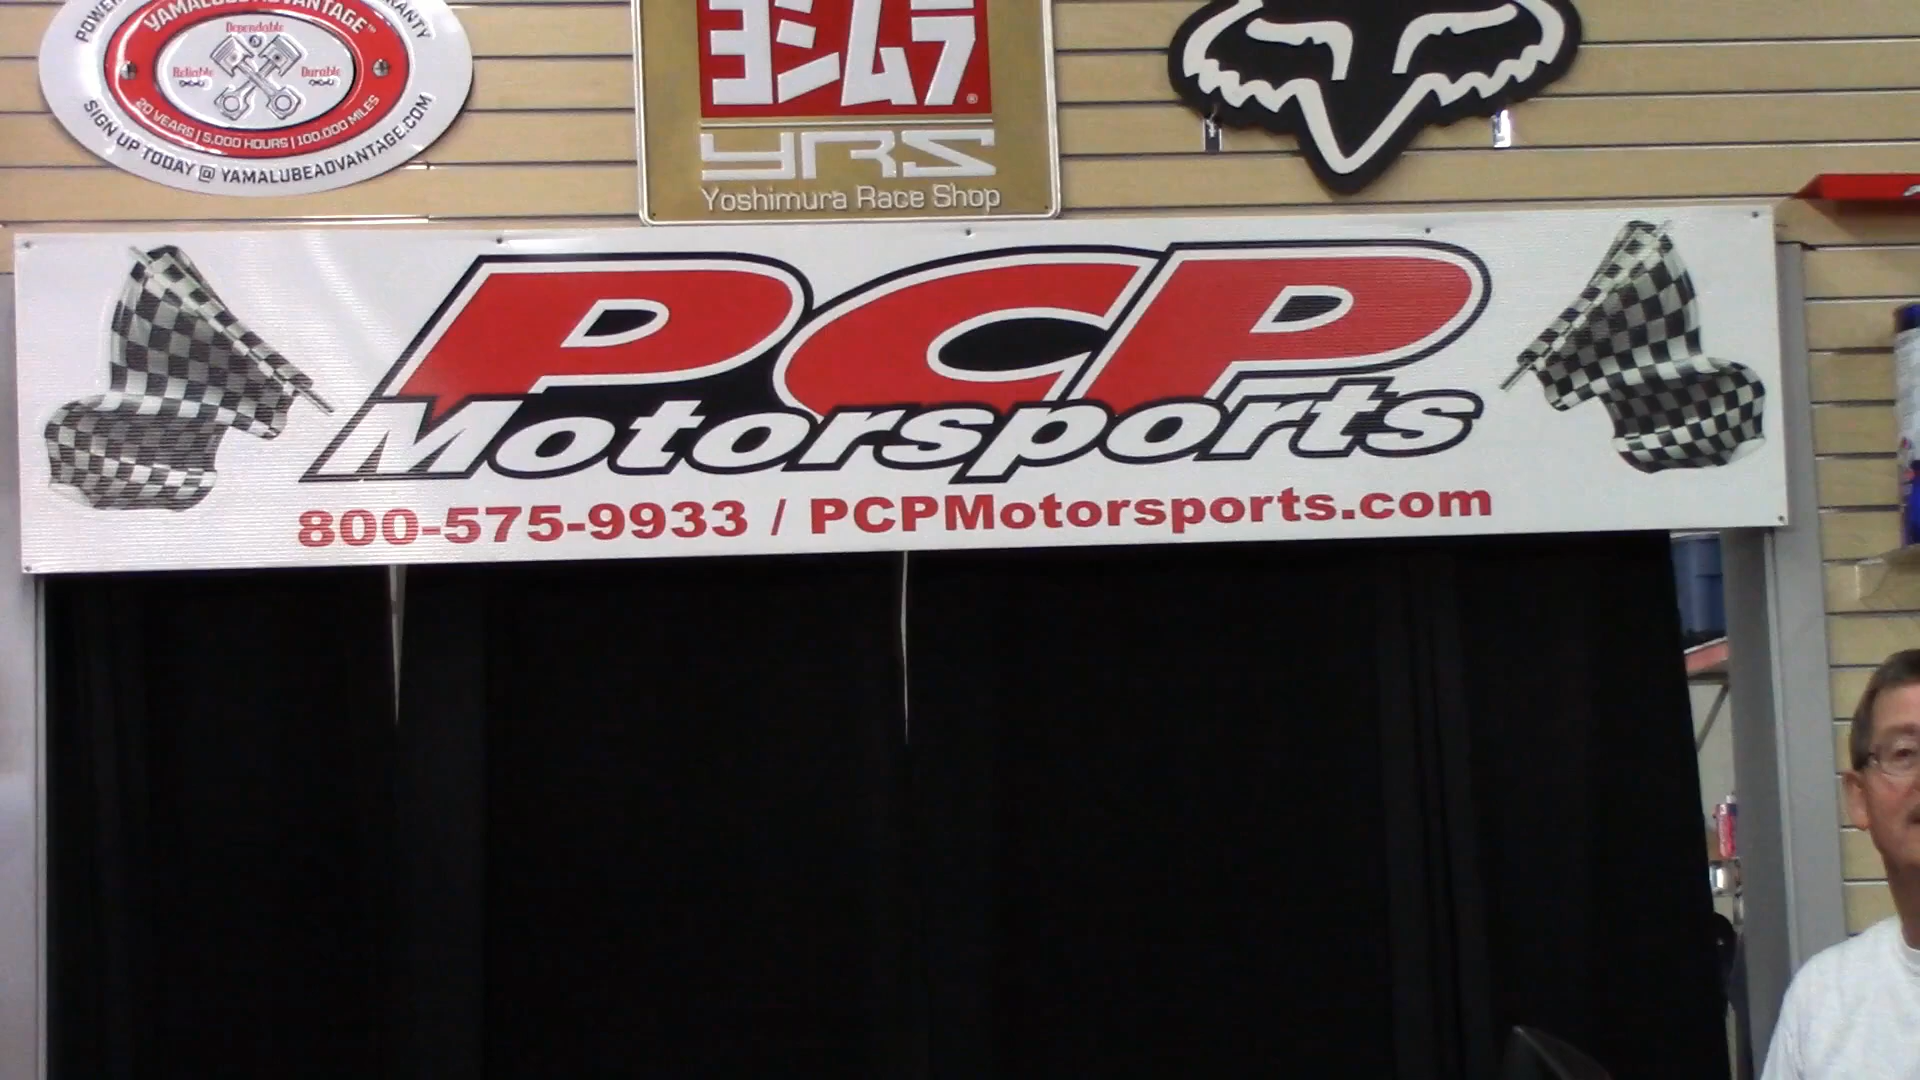 YAMALUBE ADVANTAGE™
Dependable
Reliable
Durable
20 YEARS | 5,000 HOURS | 100,000 MILES
SIGN UP TODAY @ YAMALUBEADVANTAGE.COM
ヨシムラ®
YRS
Yoshimura Race Shop
PCP
Motorsports
800-575-9933 / PCPMotorsports.com